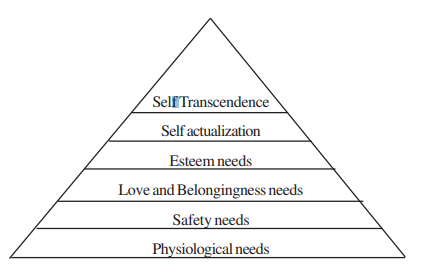 Self Transcendence
Self actualization
Esteem needs
Love and Belongingness needs
Safety needs
Physiological needs